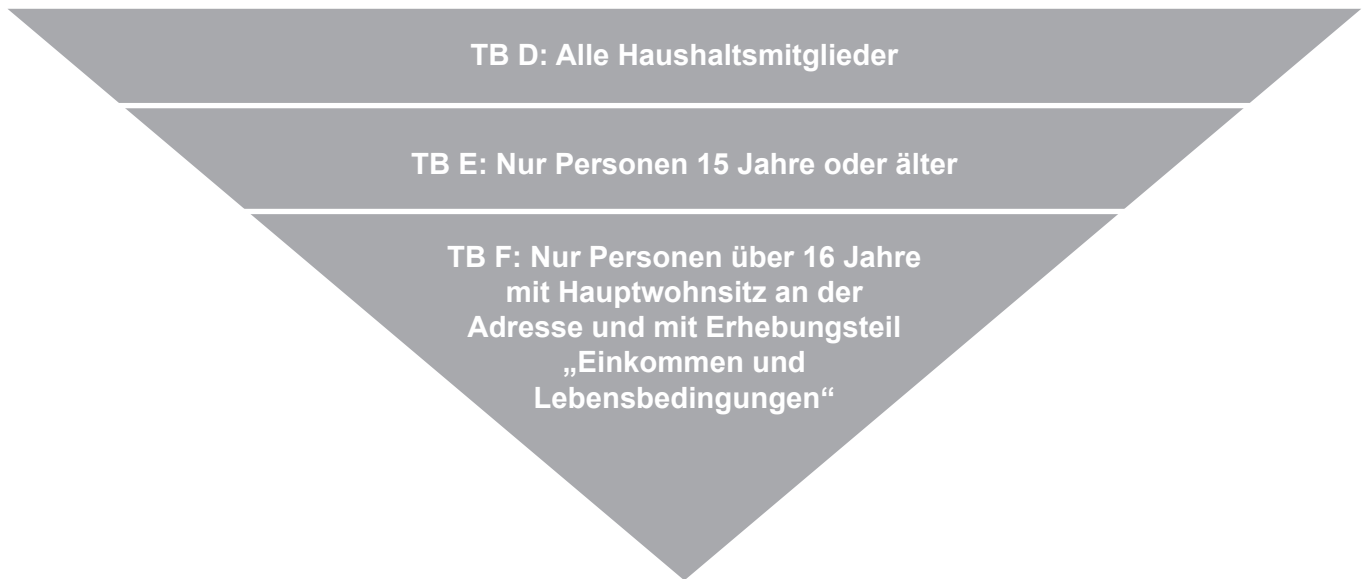 TB D: Alle Haushaltsmitglieder
TB E: Nur Personen 15 Jahre oder älter
TB F: Nur Personen über 16 Jahre
mit Hauptwohnsitz an der
Adresse und mit Erhebungsteil
„Einkommen und
Lebensbedingungen“